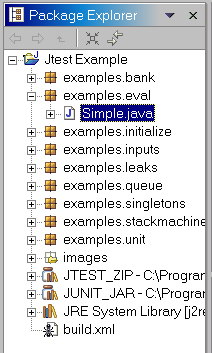 Package Explorer
Jtest Example
examples.bank
examples.eval
Simple.java
examples.initialize
examples.inputs
examples.leaks
examples.queue
examples.singletons
examples.stackmachine
examples.unit
images
JTEST_ZIP - C:\Program
JUNIT_JAR - C:\Program
JRE System Library [j2re
build.xml